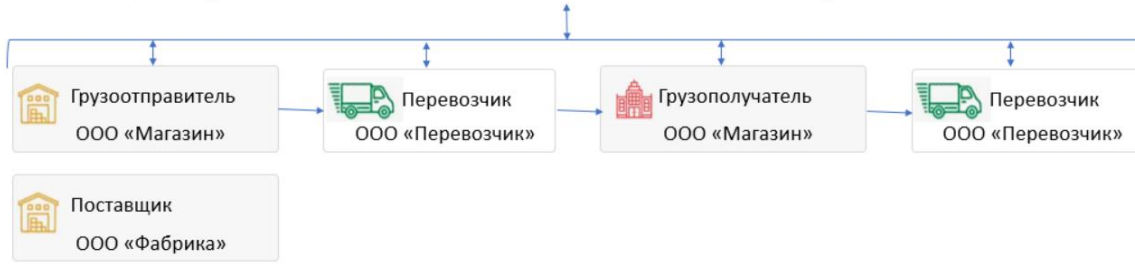 Грузоотправитель
ООО «Магазин»
Перевозчик
ООО «Перевозчик»
Грузополучатель
ООО «Магазин»
Перевозчик
ООО «Перевозчик»
Поставщик
ООО «Фабрика»